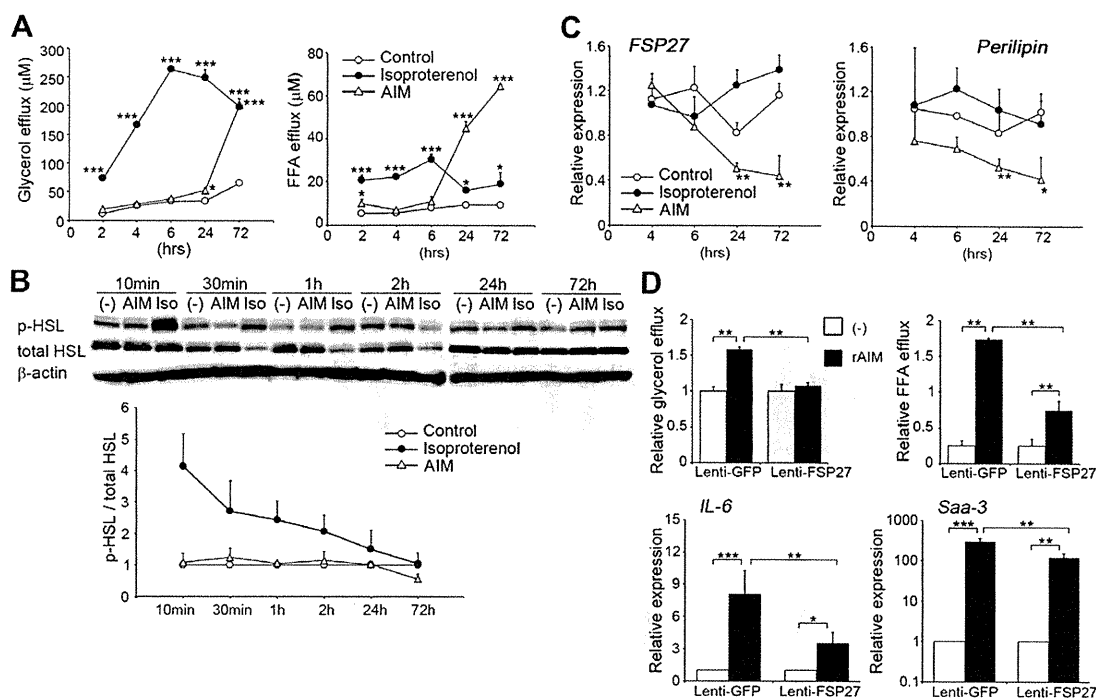 A
Glycerol efflux (μM)
300
250
200
150
100
50
0
*** *** *** *** *** *** ***
*
0 2 4 6 24 72
(hrs)
FFA efflux (μM)
80
60
40
20
0
Control
Isoproterenol
AIM
*** *** *** *** ***
* * *
0 2 4 6 24 72
(hrs)
C
FSP27
Relative expression
1.6
1.2
0.8
0.4
Control
Isoproterenol
AIM
** **
0 4 6 24 72
(hrs)
Perilipin
Relative expression
1.6
1.2
0.8
0.4
** *
0 4 6 24 72
(hrs)
B
10min 30min 1h 2h 24h 72h
(-) AIM Iso (-) AIM Iso (-) AIM Iso (-) AIM Iso (-) AIM Iso (-) AIM Iso
p-HSL
total HSL
β-actin
p-HSL / total HSL
6
5
4
3
2
1
0
Control
Isoproterenol
AIM
10min 30min 1h 2h 24h 72h
D
Relative glycerol efflux
2
1.5
1
0.5
0
** **
Lenti-GFP Lenti-FSP27
(-)
rAIM
Relative FFA efflux
2
1.5
1
0.5
0
** ** **
Lenti-GFP Lenti-FSP27
IL-6
Relative expression
15
12
9
6
3
0
*** ** *
Lenti-GFP Lenti-FSP27
Saa-3
Relative expression
1000
100
10
1
0.1
*** ** **
Lenti-GFP Lenti-FSP27